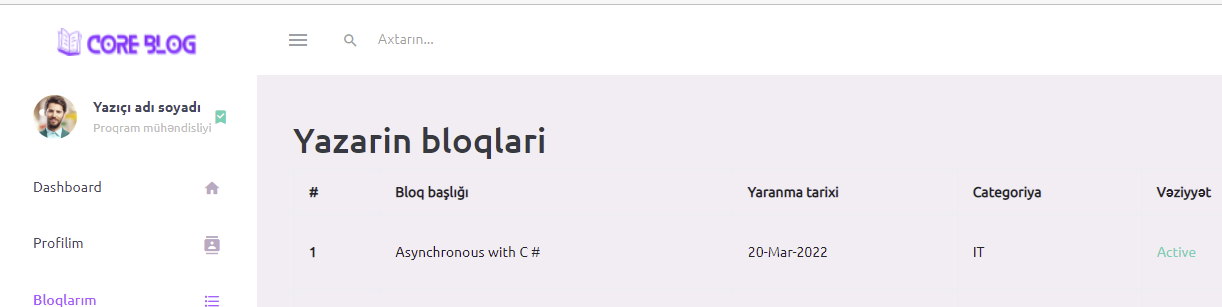 CORE BLOG
Axtarın...
Yazıçı adı soyadı
Proqram mühəndisliyi
Dashboard
Profilim
Bloqlarım
Yazarin bloqlari
# Bloq başlığı Yaranma tarixi Categoriya Vəziyyət
1 Asynchronous with C # 20-Mar-2022 IT Active